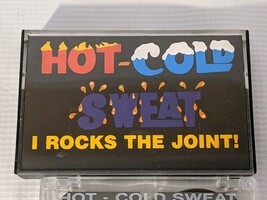 HOT-COLD
SWEAT
I ROCKS THE JOINT!
HOT - COLD SWEAT